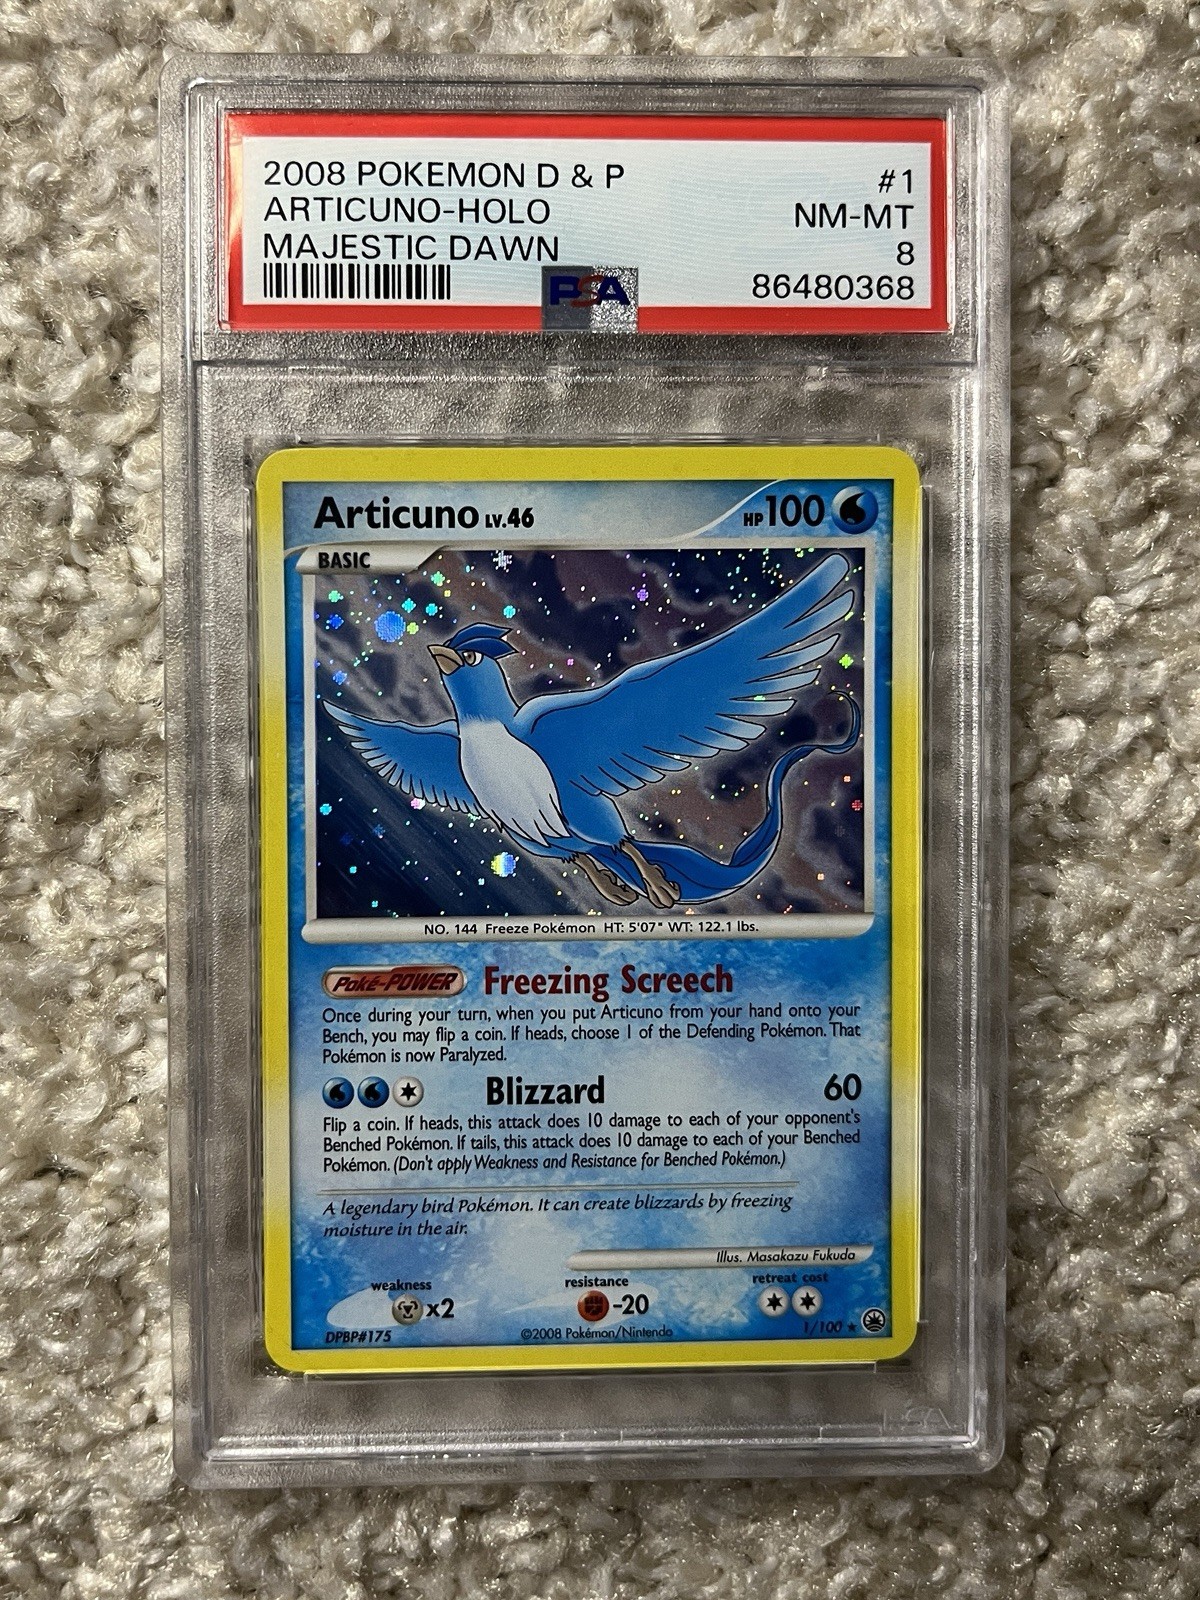 2008 POKEMON D & P #1
ARTICUNO-HOLO NM-MT
MAJESTIC DAWN 8
PSA 86480368
Articuno LV.46 HP 100
BASIC
NO. 144 Freeze Pokémon HT: 5'07" WT: 122.1 lbs.
Poké-POWER Freezing Screech
Once during your turn, when you put Articuno from your hand onto your
Bench, you may flip a coin. If heads, choose 1 of the Defending Pokémon. That
Pokémon is now Paralyzed.
Blizzard 60
Flip a coin. If heads, this attack does 10 damage to each of your opponent's
Benched Pokémon. If tails, this attack does 10 damage to each of your Benched
Pokémon. (Don't apply Weakness and Resistance for Benched Pokémon.)
A legendary bird Pokémon. It can create blizzards by freezing
moisture in the air.
Illus. Masakazu Fukuda
weakness resistance retreat cost
x2 -20
DPBP#175 ©2008 Pokémon/Nintendo 1/100 ★
PSA